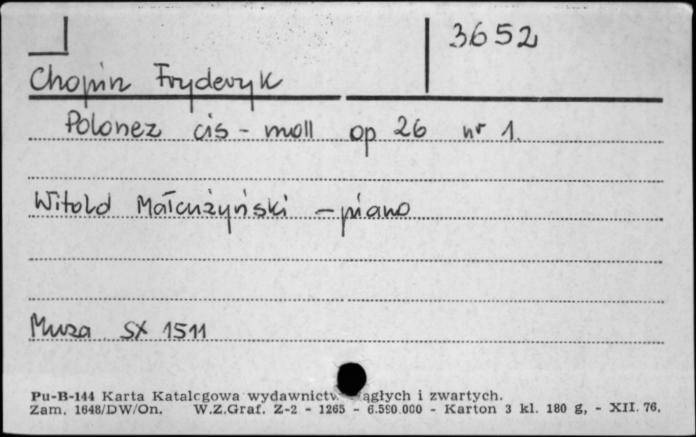 3652
Chopin Fryderyk
Polonez cis-moll op 26 nr 1.
Witold Małcużyński - piano
Muza SX 1511
Pu-B-144 Karta Katalogowa wydawnictw ągłych i zwartych.
Zam. 1648/DW/On. W.Z.Graf. Z-2 - 1265 - 6.590.000 - Karton 3 kl. 180 g, - XII. 76.